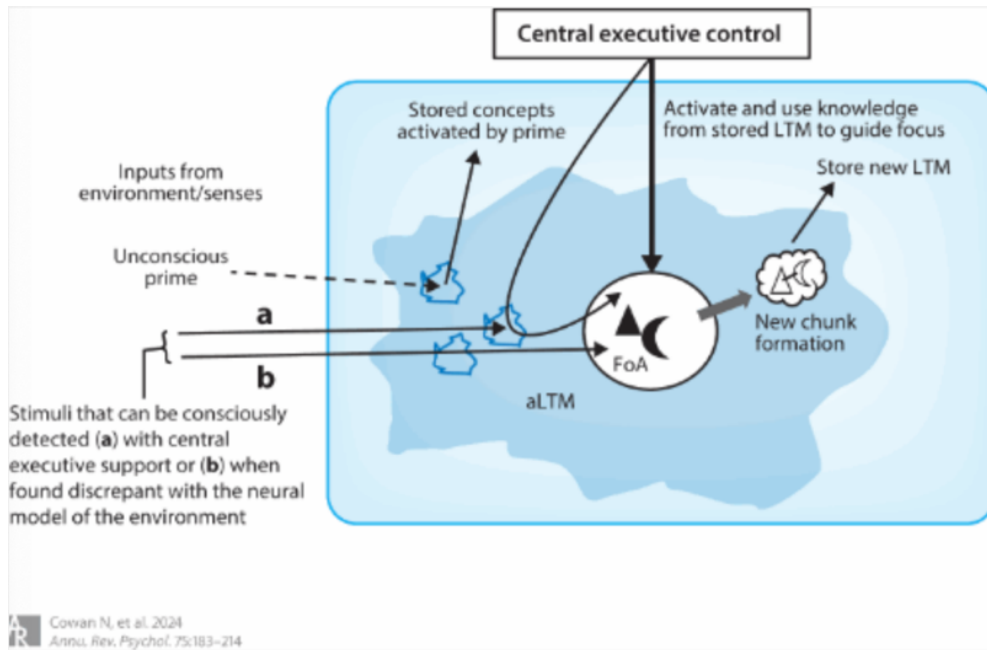 Central executive control
Stored concepts
activated by prime
Activate and use knowledge
from stored LTM to guide focus
Store new LTM
Inputs from
environment/senses
Unconscious
prime
a
b
New chunk
formation
FoA
aLTM
Stimuli that can be consciously
detected (a) with central
executive support or (b) when
found discrepant with the neural
model of the environment
AR
Cowan N, et al. 2024
Annu. Rev. Psychol. 75:183–214